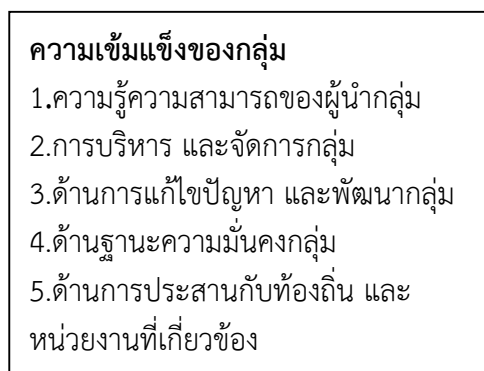 ความเข้มแข็งของกลุ่ม
1.ความรู้ความสามารถของผู้นำกลุ่ม
2.การบริหาร และจัดการกลุ่ม
3.ด้านการแก้ไขปัญหา และพัฒนากลุ่ม
4.ด้านฐานะความมั่นคงกลุ่ม
5.ด้านการประสานกับท้องถิ่น และ
หน่วยงานที่เกี่ยวข้อง